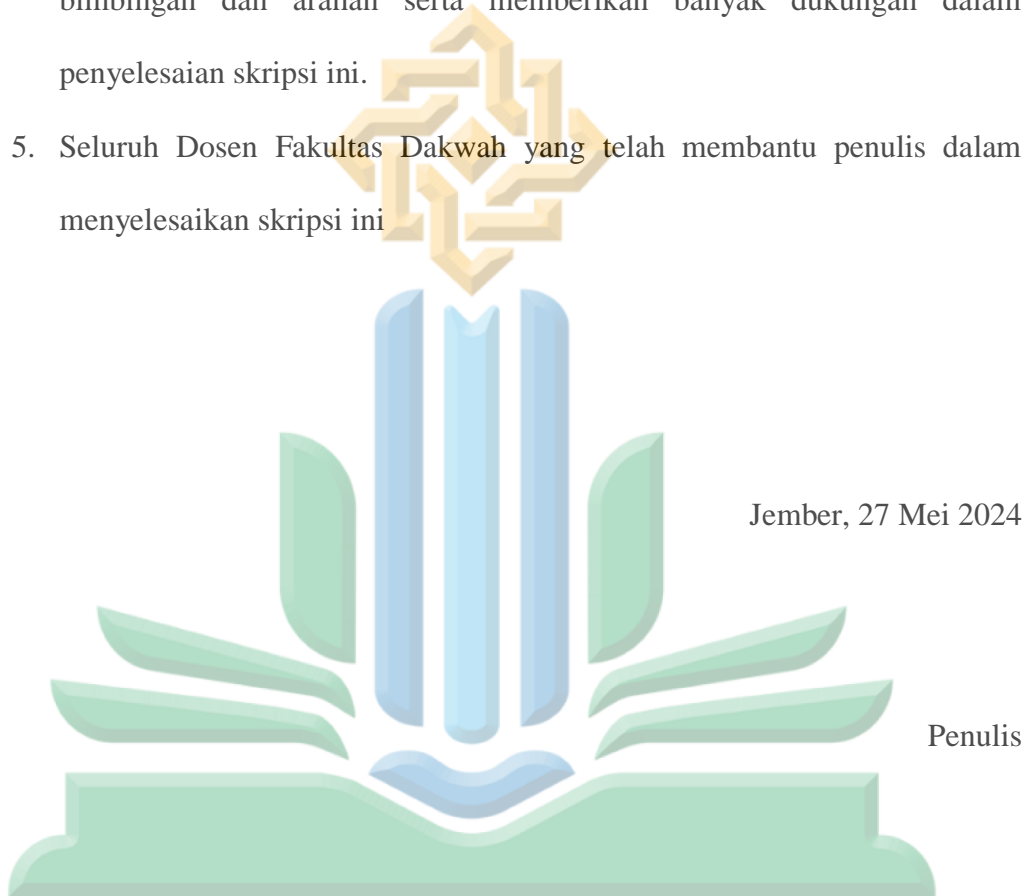 bimbingan dan arahan serta memberikan banyak dukungan dalam
penyelesaian skripsi ini.
5. Seluruh Dosen Fakultas Dakwah yang telah membantu penulis dalam
menyelesaikan skripsi ini
Jember, 27 Mei 2024
Penulis